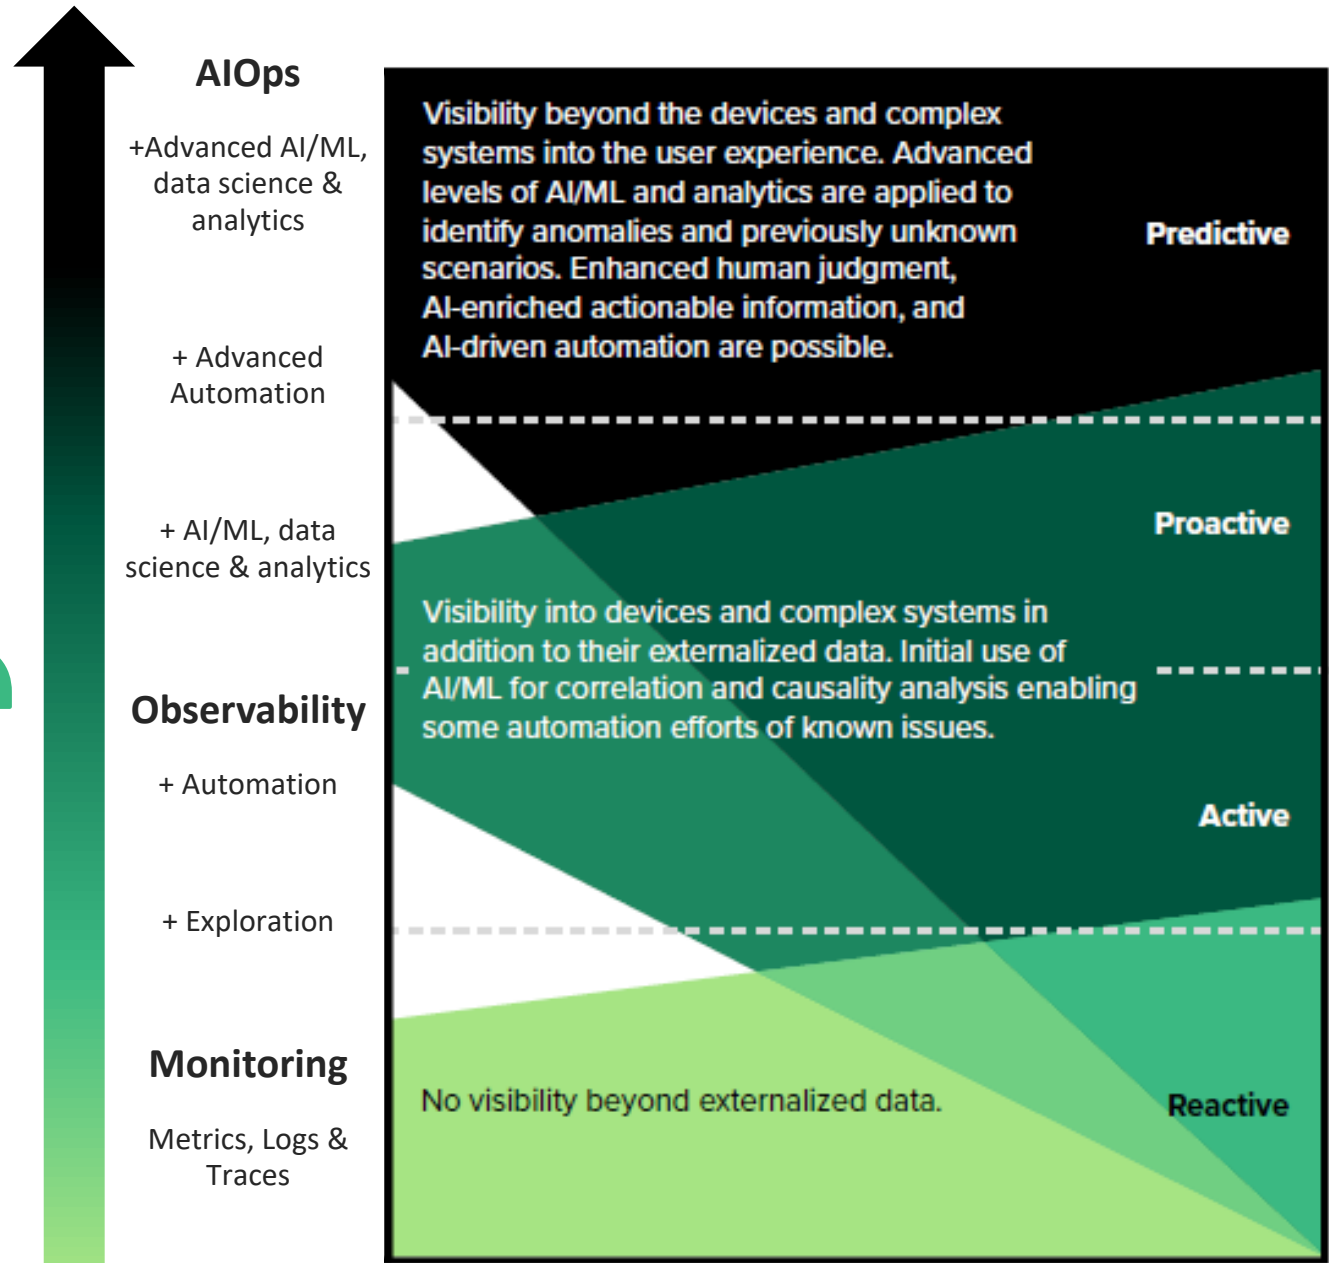 AIOps
+Advanced AI/ML,
data science &
analytics
+ Advanced
Automation
+ AI/ML, data
science & analytics
Observability
+ Automation
+ Exploration
Monitoring
Metrics, Logs &
Traces
Visibility beyond the devices and complex
systems into the user experience. Advanced
levels of AI/ML and analytics are applied to
identify anomalies and previously unknown
scenarios. Enhanced human judgment,
AI-enriched actionable information, and
AI-driven automation are possible.
Predictive
Proactive
Visibility into devices and complex systems in
addition to their externalized data. Initial use of
AI/ML for correlation and causality analysis enabling
some automation efforts of known issues.
Active
No visibility beyond externalized data.
Reactive